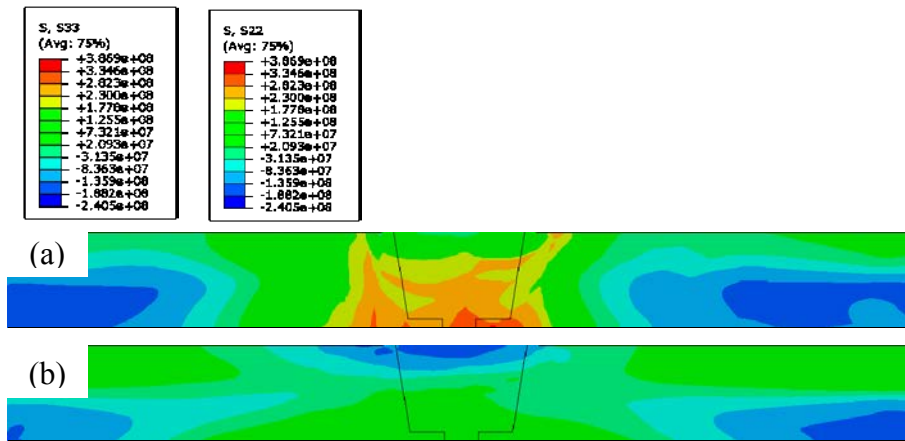 S, S33
(Avg: 75%)
+3.869e+08
+3.346e+08
+2.823e+08
+2.300e+08
+1.778e+08
+1.255e+08
+7.321e+07
+2.093e+07
-3.135e+07
-8.363e+07
-1.359e+08
-1.882e+08
-2.405e+08
S, S22
(Avg: 75%)
+3.869e+08
+3.346e+08
+2.823e+08
+2.300e+08
+1.778e+08
+1.255e+08
+7.321e+07
+2.093e+07
-3.135e+07
-8.363e+07
-1.359e+08
-1.882e+08
-2.405e+08
(a)
(b)